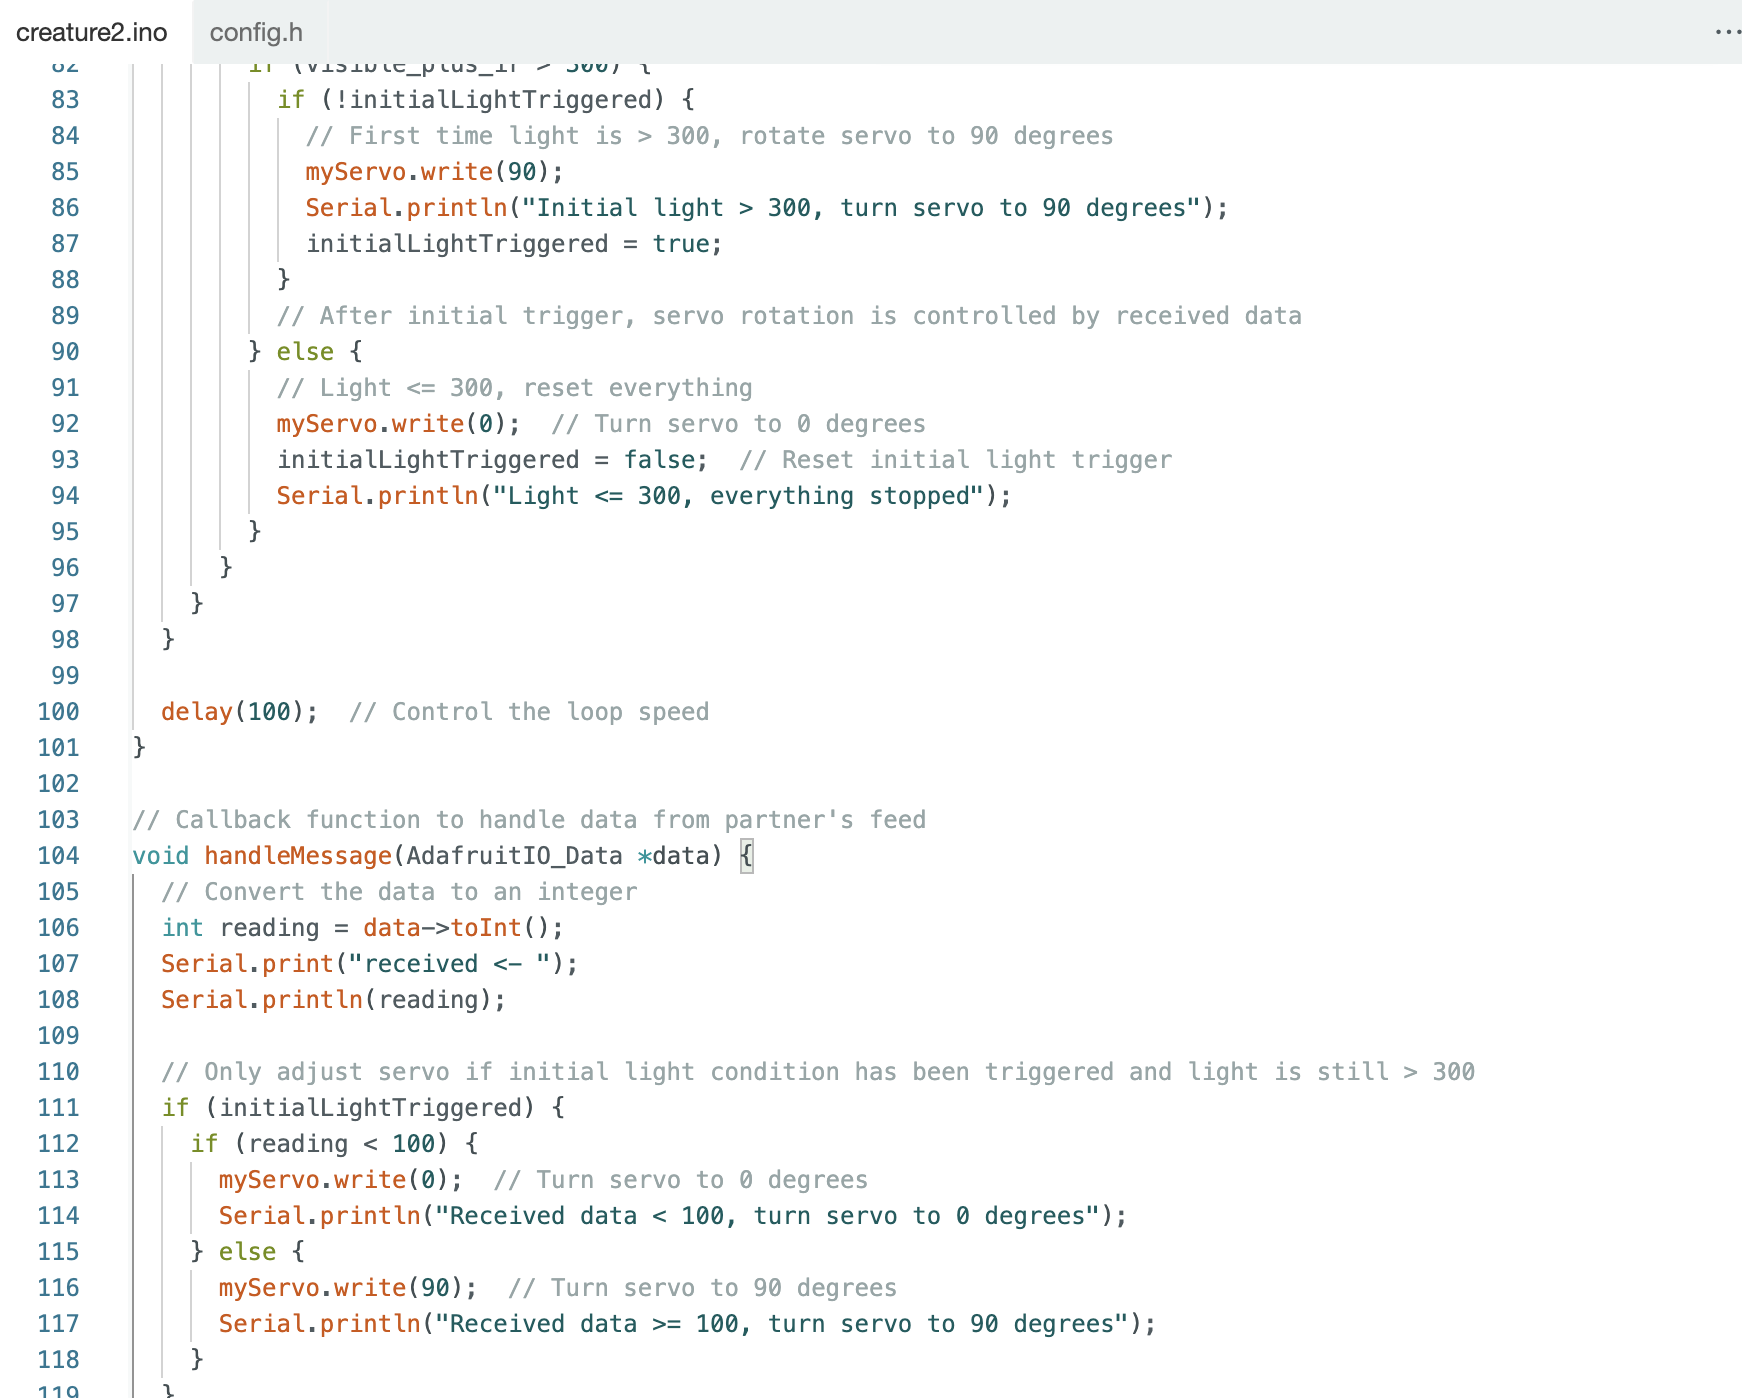 creature2.ino config.h ...
82 if (visible_plus_ir > 300) {
83 if (!initialLightTriggered) {
84 // First time light is > 300, rotate servo to 90 degrees
85 myServo.write(90);
86 Serial.println("Initial light > 300, turn servo to 90 degrees");
87 initialLightTriggered = true;
88 }
89 // After initial trigger, servo rotation is controlled by received data
90 } else {
91 // Light <= 300, reset everything
92 myServo.write(0);  // Turn servo to 0 degrees
93 initialLightTriggered = false;  // Reset initial light trigger
94 Serial.println("Light <= 300, everything stopped");
95 }
96 }
97 }
98 }
99
100 delay(100);  // Control the loop speed
101 }
102
103 // Callback function to handle data from partner's feed
104 void handleMessage(AdafruitIO_Data *data) {
105 // Convert the data to an integer
106 int reading = data->toInt();
107 Serial.print("received <- ");
108 Serial.println(reading);
109
110 // Only adjust servo if initial light condition has been triggered and light is still > 300
111 if (initialLightTriggered) {
112 if (reading < 100) {
113 myServo.write(0);  // Turn servo to 0 degrees
114 Serial.println("Received data < 100, turn servo to 0 degrees");
115 } else {
116 myServo.write(90);  // Turn servo to 90 degrees
117 Serial.println("Received data >= 100, turn servo to 90 degrees");
118 }
119 }